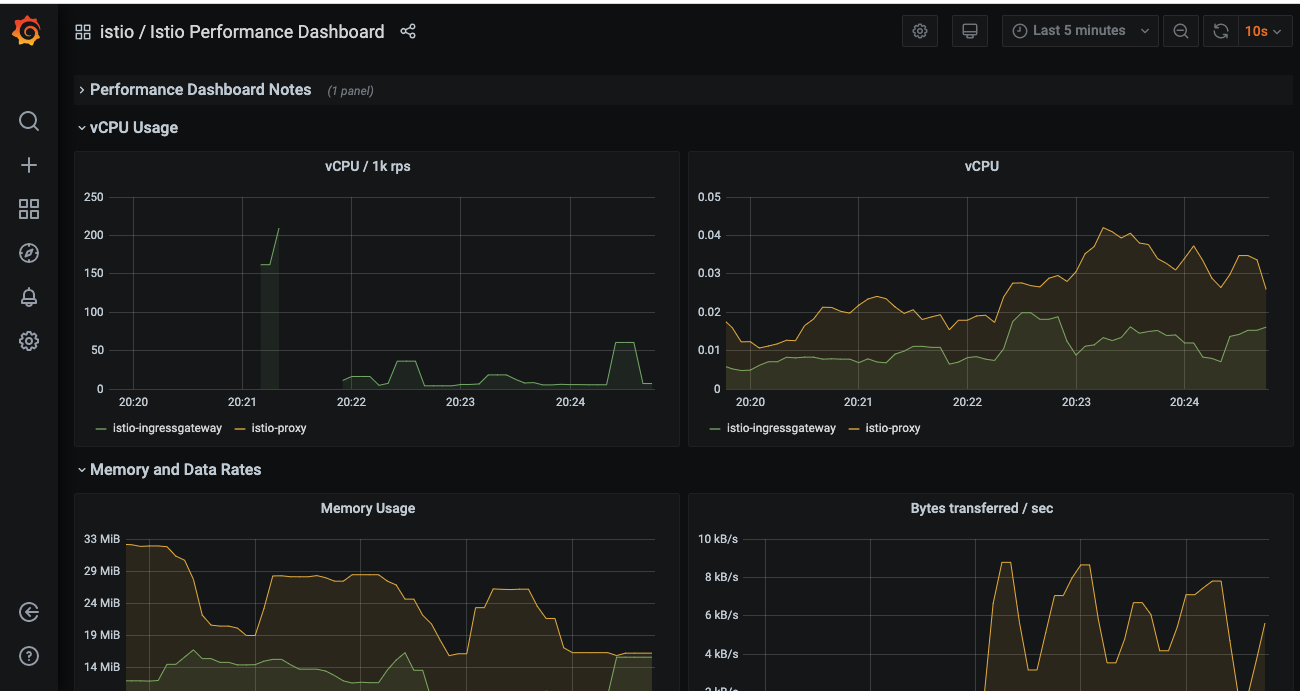 istio / Istio Performance Dashboard
Last 5 minutes
10s
Performance Dashboard Notes (1 panel)
vCPU Usage
vCPU / 1k rps
250
200
150
100
50
0
20:20 20:21 20:22 20:23 20:24
istio-ingressgateway istio-proxy
vCPU
0.05
0.04
0.03
0.02
0.01
0
20:20 20:21 20:22 20:23 20:24
istio-ingressgateway istio-proxy
Memory and Data Rates
Memory Usage
33 MiB
29 MiB
24 MiB
19 MiB
14 MiB
Bytes transferred / sec
10 kB/s
8 kB/s
6 kB/s
4 kB/s
2 kB/s